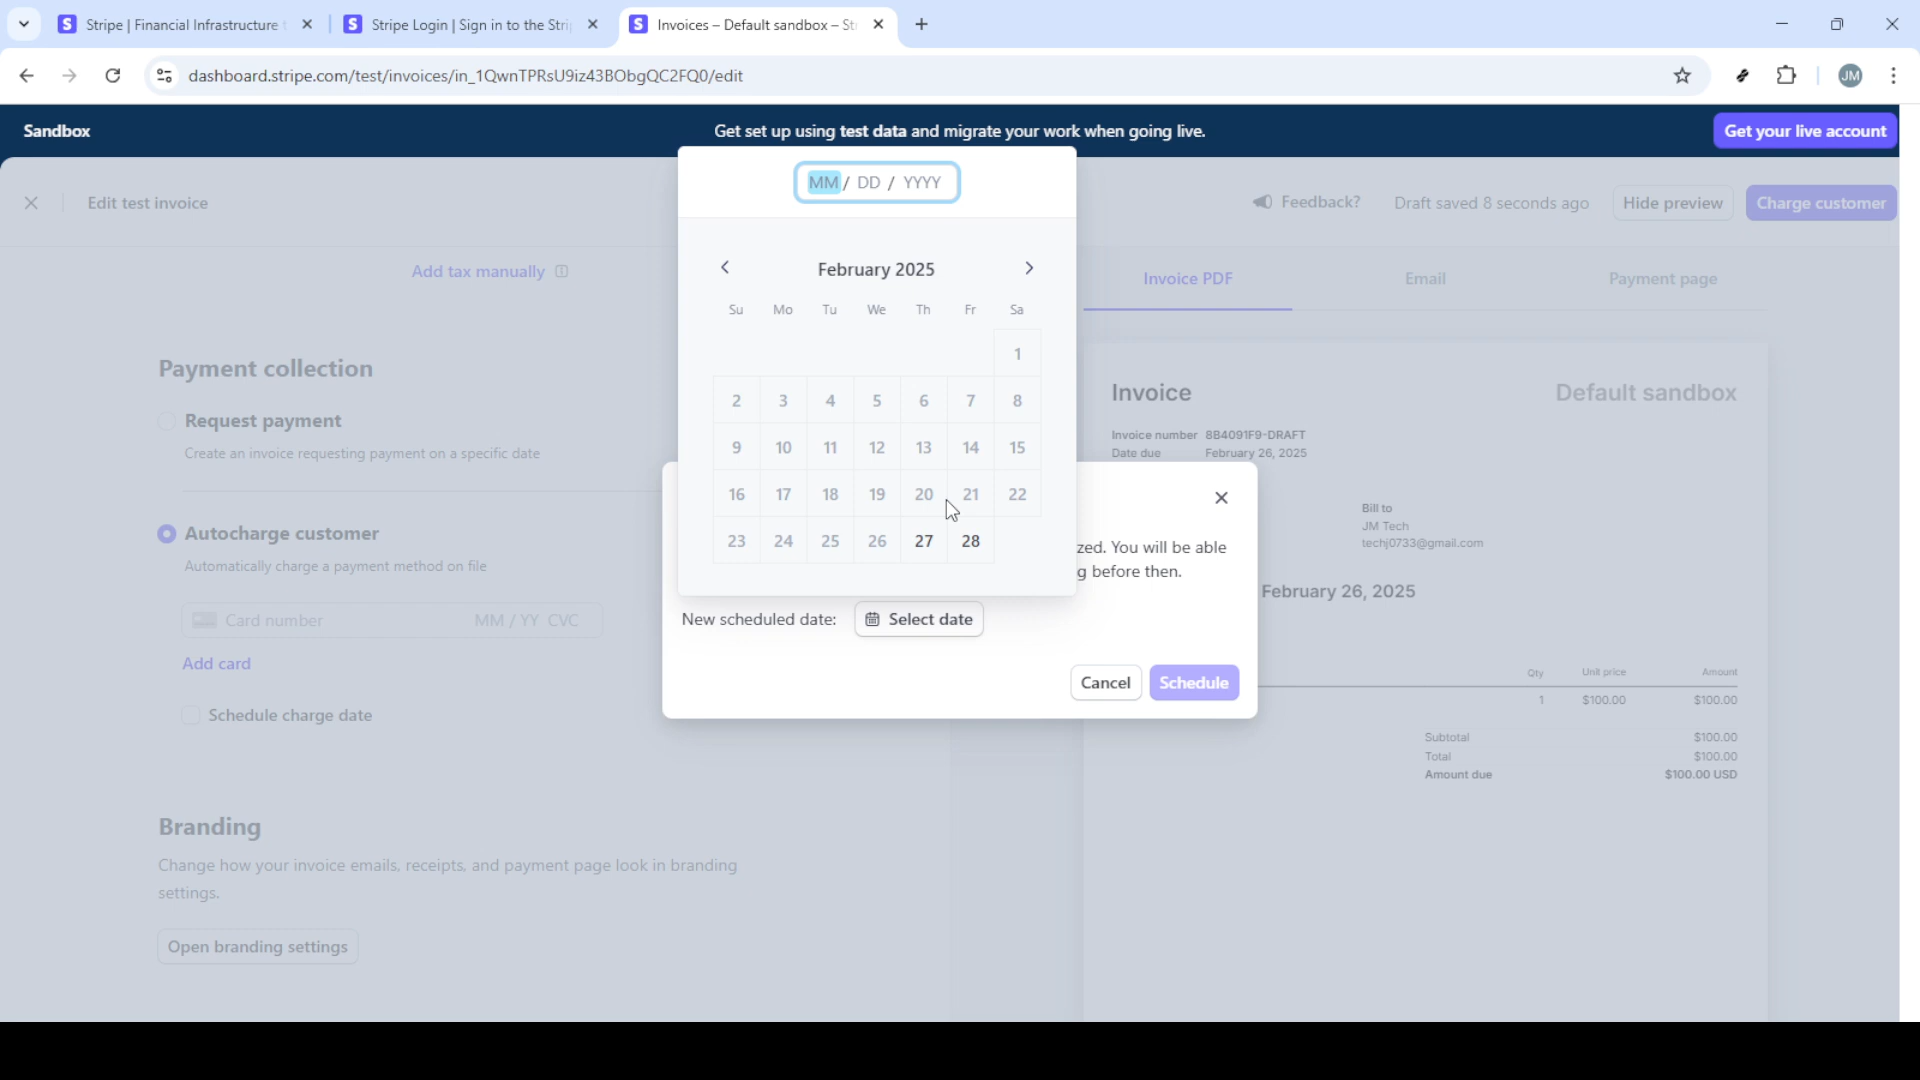 Stripe | Financial Infrastructure
Stripe Login | Sign in to the Stri
Invoices – Default sandbox – St
dashboard.stripe.com/test/invoices/in_1QwnTPRsU9iz43BObgQC2FQ0/edit
JM
Sandbox
Get set up using test data and migrate your work when going live.
Get your live account
Edit test invoice
Feedback?
Draft saved 8 seconds ago
Hide preview
Charge customer
MM / DD / YYYY
Add tax manually
February 2025
Su Mo Tu We Th Fr Sa
1
2 3 4 5 6 7 8
9 10 11 12 13 14 15
16 17 18 19 20 21 22
23 24 25 26 27 28
Invoice PDF
Email
Payment page
Payment collection
Request payment
Create an invoice requesting payment on a specific date
Autocharge customer
Automatically charge a payment method on file
Card number MM / YY CVC
Add card
Schedule charge date
zed. You will be able
g before then.
New scheduled date:
Select date
Cancel
Schedule
Invoice
Default sandbox
Invoice number 8B4091F9-DRAFT
Date due February 26, 2025
Bill to
JM Tech
techj0733@gmail.com
February 26, 2025
Qty Unit price Amount
1 $100.00 $100.00
Subtotal $100.00
Total $100.00
Amount due $100.00 USD
Branding
Change how your invoice emails, receipts, and payment page look in branding
settings.
Open branding settings